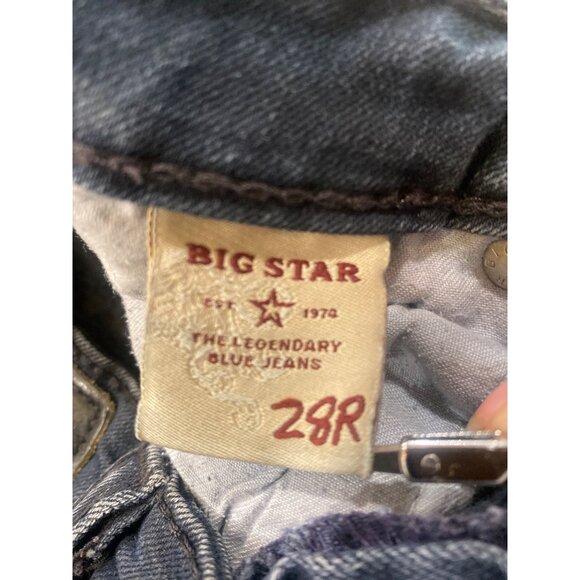 BIG STAR
EST 1974
THE LEGENDARY
BLUE JEANS
28R